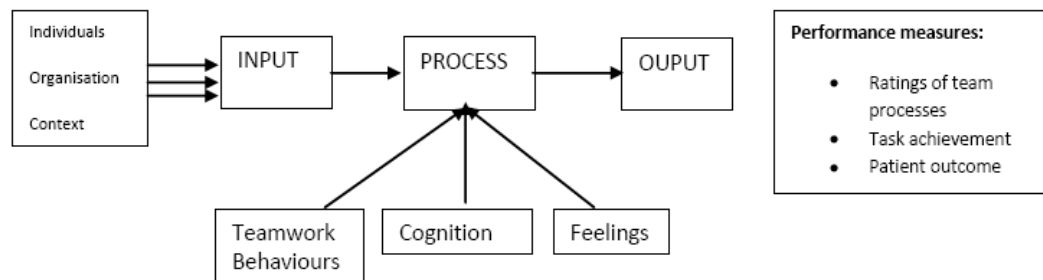 Individuals
Organisation
Context
INPUT
PROCESS
OUPUT
Teamwork
Behaviours
Cognition
Feelings
Performance measures:
• Ratings of team
processes
• Task achievement
• Patient outcome